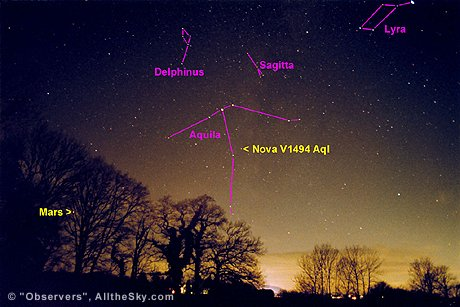 Lyra
Delphinus
Sagitta
Aquila
< Nova V1494 Aql
Mars >
© "Observers", AlltheSky.com